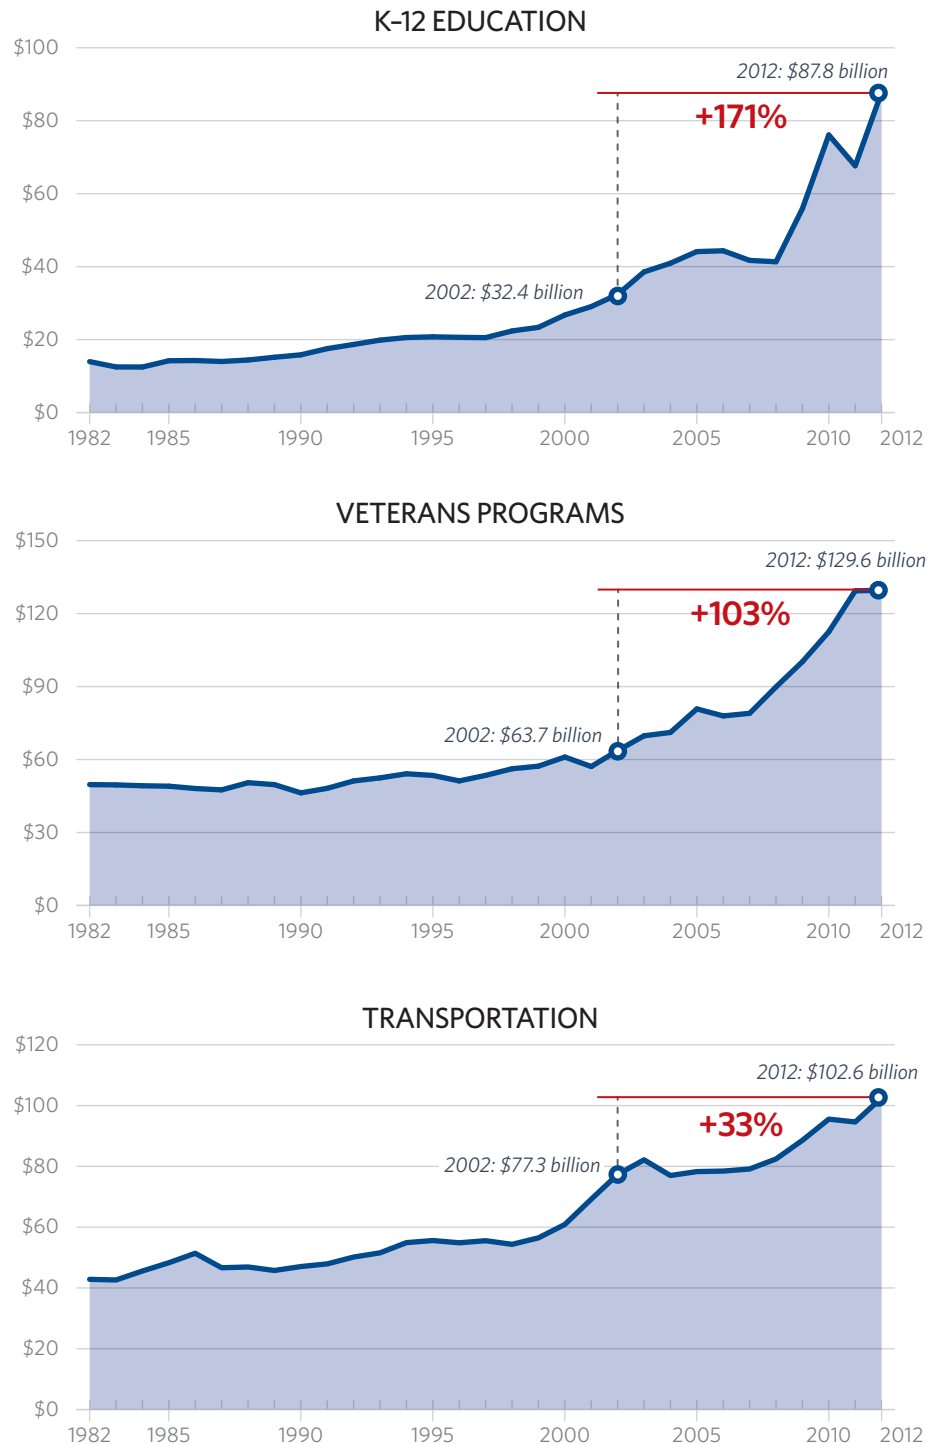 K–12 EDUCATION
$100
2012: $87.8 billion
+171%
$80
$60
$40
2002: $32.4 billion
$20
$0
1982 1985 1990 1995 2000 2005 2010 2012
VETERANS PROGRAMS
$150
2012: $129.6 billion
+103%
$120
$90
2002: $63.7 billion
$60
$30
$0
1982 1985 1990 1995 2000 2005 2010 2012
TRANSPORTATION
$120
2012: $102.6 billion
$100
+33%
2002: $77.3 billion
$80
$60
$40
$20
$0
1982 1985 1990 1995 2000 2005 2010 2012